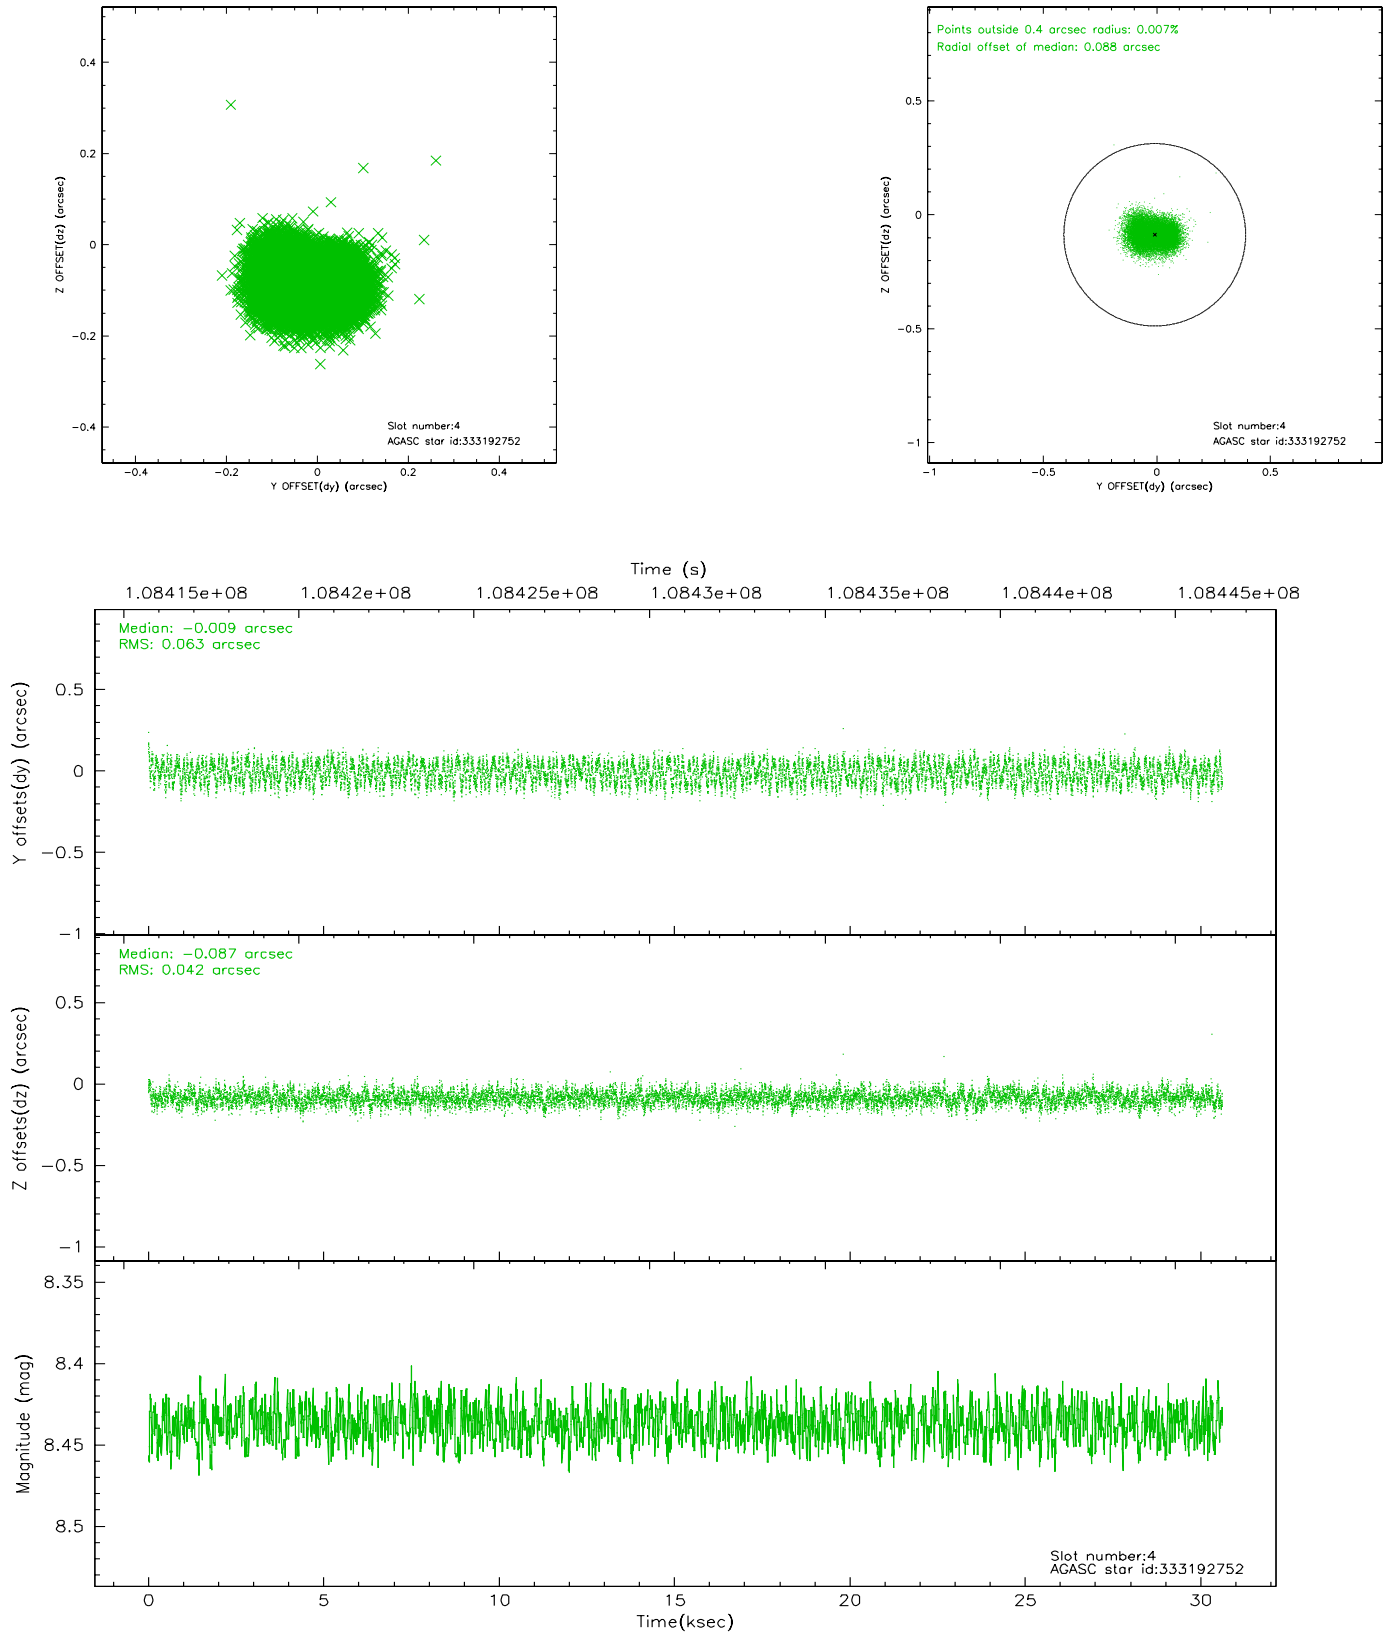 0.4
0.2
0
−0.2
−0.4
Z OFFSET(dz) (arcsec)
−0.4
−0.2
0
0.2
0.4
Y OFFSET(dy) (arcsec)
Slot number:4
AGASC star id:333192752
Points outside 0.4 arcsec radius: 0.007%
Radial offset of median: 0.088 arcsec
0.5
0
−0.5
−1
Z OFFSET(dz) (arcsec)
−1
−0.5
0
0.5
Y OFFSET(dy) (arcsec)
Slot number:4
AGASC star id:333192752
Time (s)
1.08415e+08
1.0842e+08
1.08425e+08
1.0843e+08
1.08435e+08
1.0844e+08
1.08445e+08
Median: −0.009 arcsec
RMS: 0.063 arcsec
0.5
0
−0.5
−1
Y offsets(dy) (arcsec)
Median: −0.087 arcsec
RMS: 0.042 arcsec
0.5
0
−0.5
−1
Z offsets(dz) (arcsec)
8.35
8.4
8.45
8.5
Magnitude (mag)
Slot number:4
AGASC star id:333192752
0
5
10
15
20
25
30
Time(ksec)